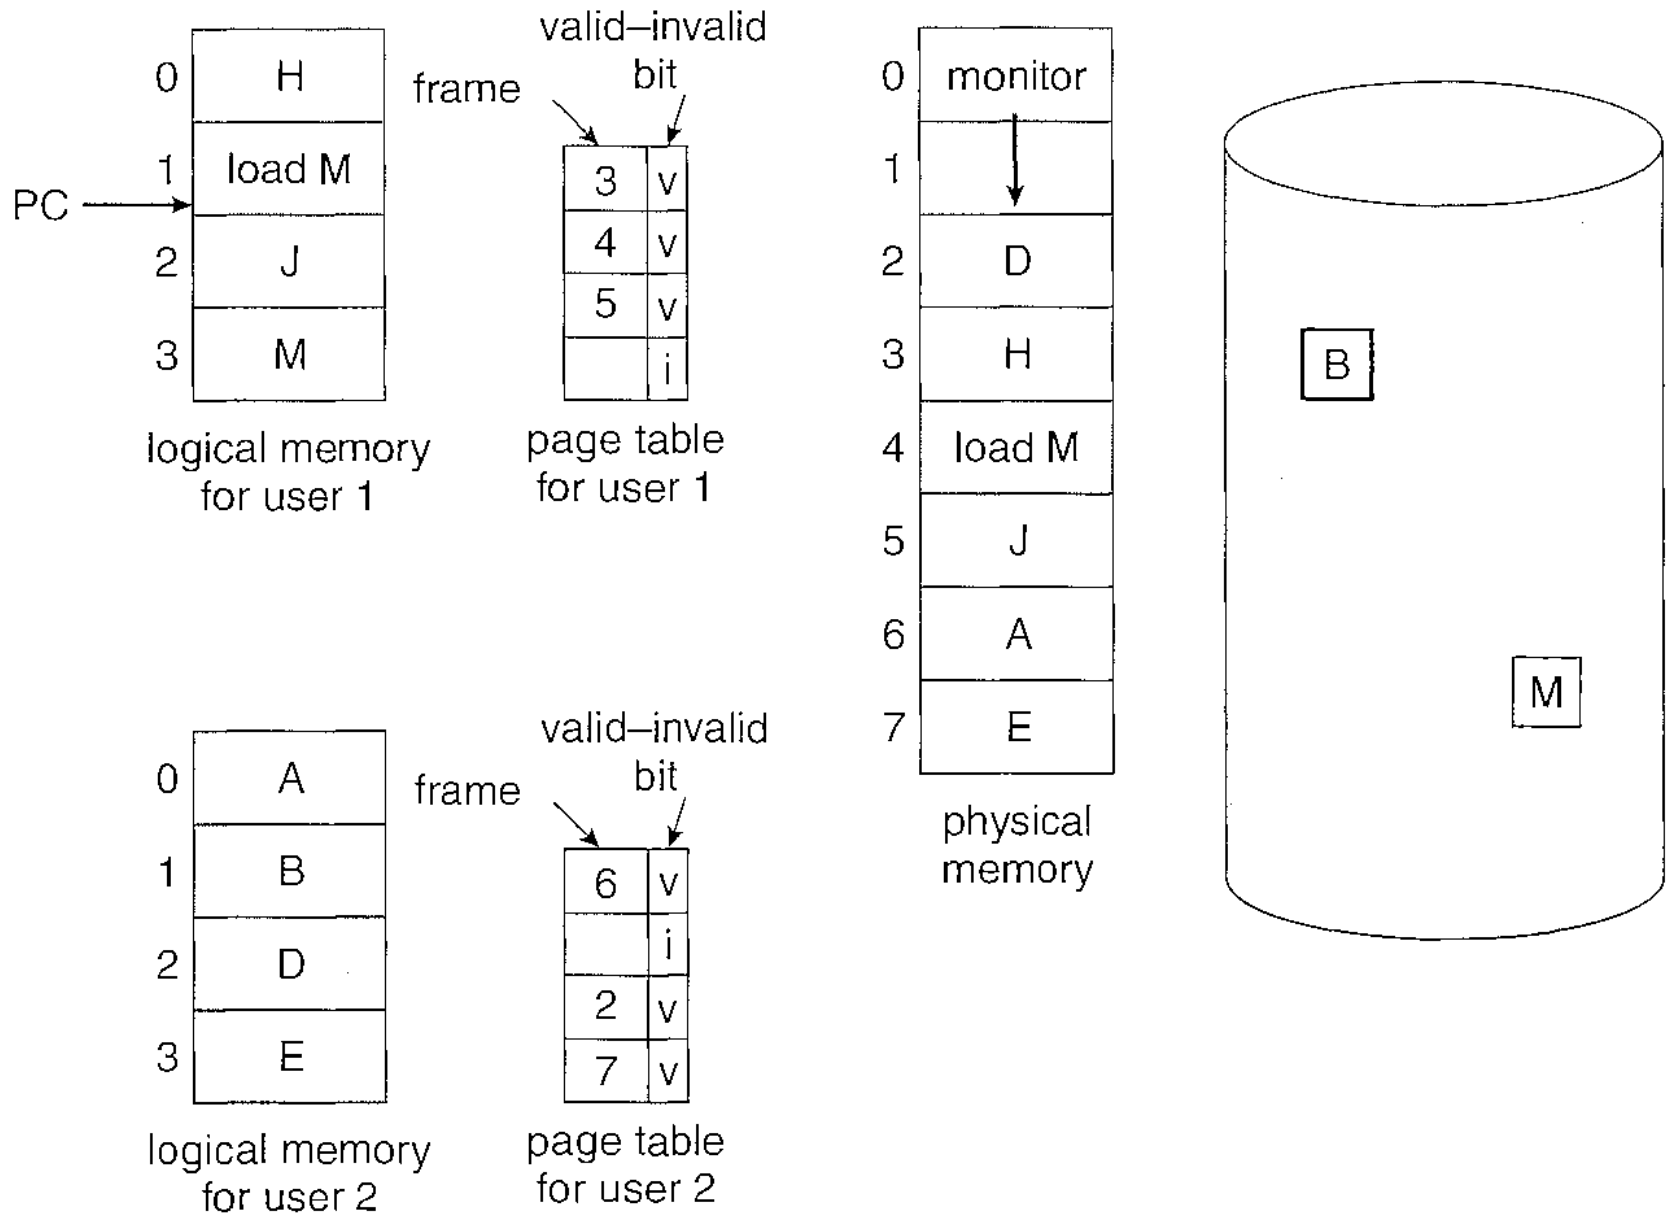 0 H
1 load M
PC
2 J
3 M
logical memory
for user 1
valid–invalid
bit
frame
3 v
4 v
5 v
i
page table
for user 1
0 monitor
1
2 D
3 H
4 load M
5 J
6 A
7 E
physical
memory
B
M
0 A
1 B
2 D
3 E
logical memory
for user 2
valid–invalid
bit
frame
6 v
i
2 v
7 v
page table
for user 2